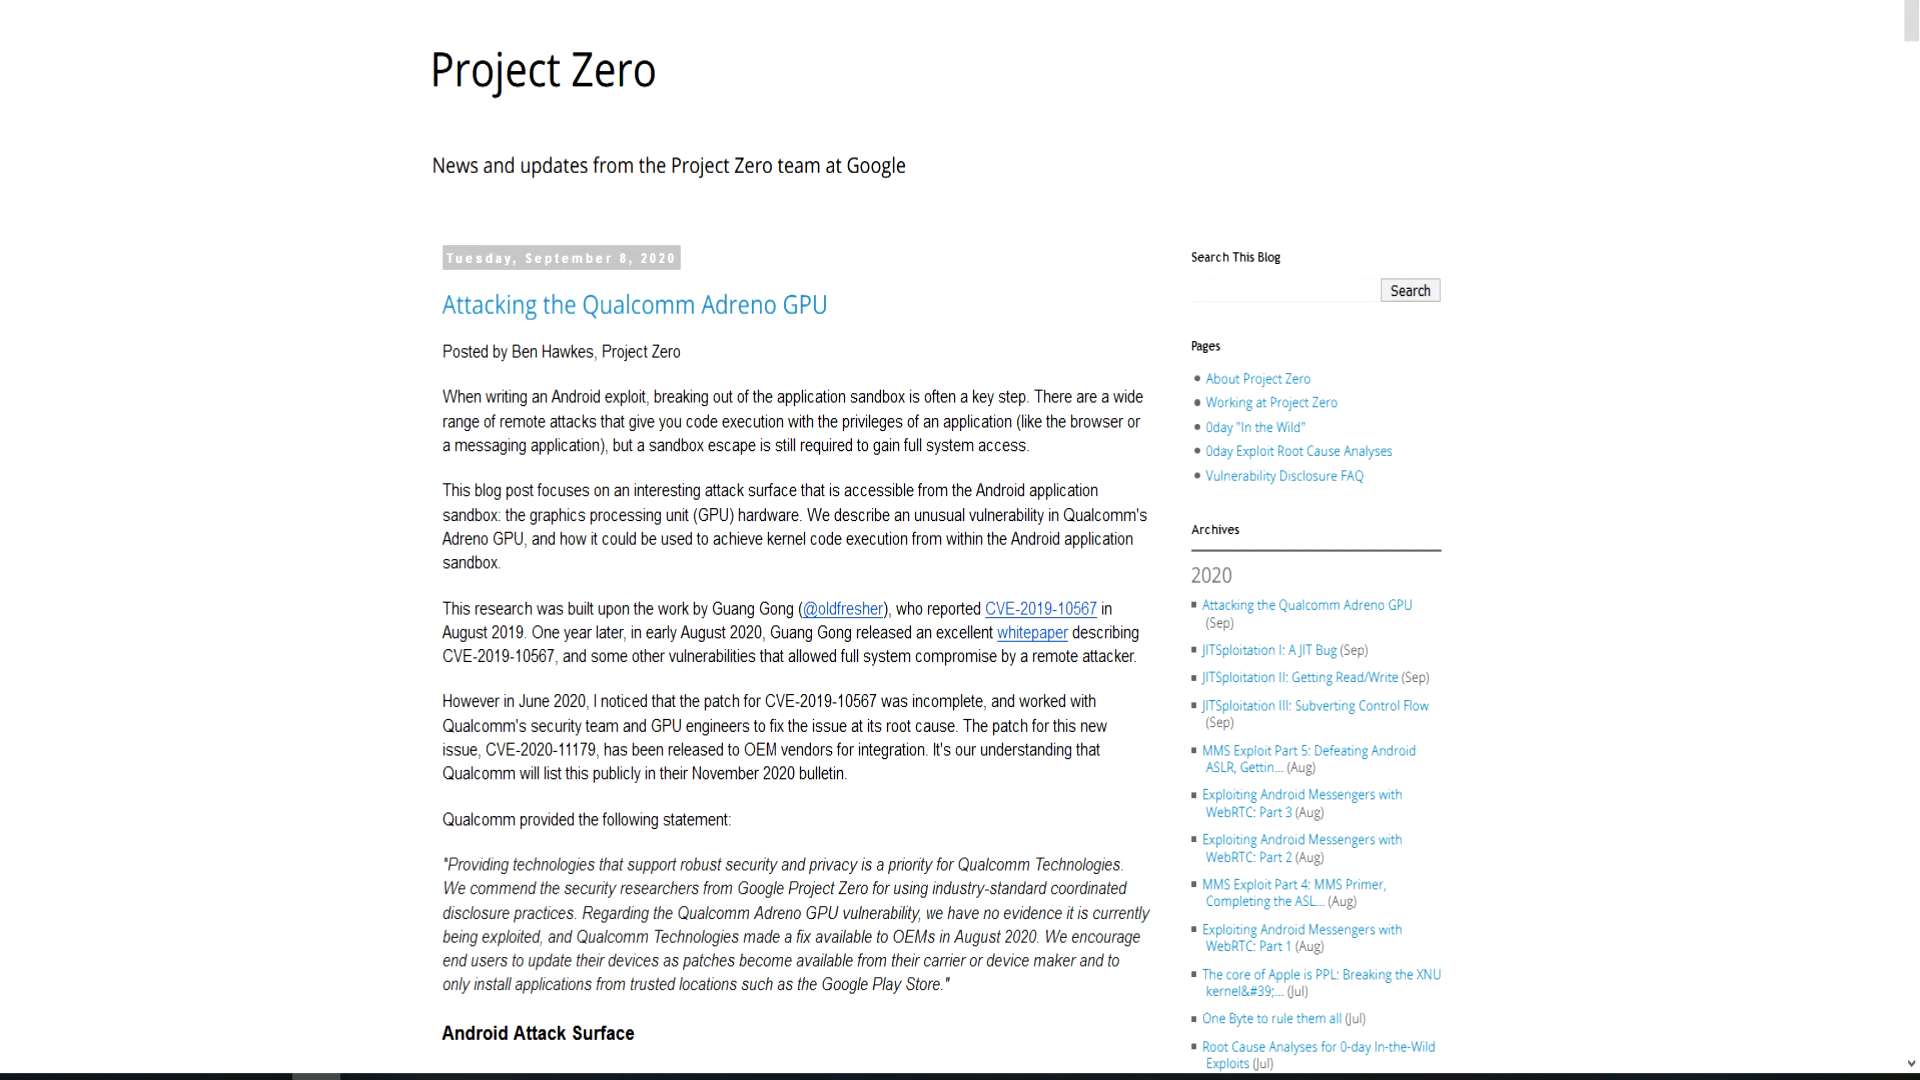 Project Zero
News and updates from the Project Zero team at Google
Tuesday, September 8, 2020
Attacking the Qualcomm Adreno GPU
Posted by Ben Hawkes, Project Zero
When writing an Android exploit, breaking out of the application sandbox is often a key step. There are a wide
range of remote attacks that give you code execution with the privileges of an application (like the browser or
a messaging application), but a sandbox escape is still required to gain full system access.
This blog post focuses on an interesting attack surface that is accessible from the Android application
sandbox: the graphics processing unit (GPU) hardware. We describe an unusual vulnerability in Qualcomm's
Adreno GPU, and how it could be used to achieve kernel code execution from within the Android application
sandbox.
This research was built upon the work by Guang Gong (@oldfresher), who reported CVE-2019-10567 in
August 2019. One year later, in early August 2020, Guang Gong released an excellent whitepaper describing
CVE-2019-10567, and some other vulnerabilities that allowed full system compromise by a remote attacker.
However in June 2020, I noticed that the patch for CVE-2019-10567 was incomplete, and worked with
Qualcomm's security team and GPU engineers to fix the issue at its root cause. The patch for this new
issue, CVE-2020-11179, has been released to OEM vendors for integration. It's our understanding that
Qualcomm will list this publicly in their November 2020 bulletin.
Qualcomm provided the following statement:
"Providing technologies that support robust security and privacy is a priority for Qualcomm Technologies.
We commend the security researchers from Google Project Zero for using industry-standard coordinated
disclosure practices. Regarding the Qualcomm Adreno GPU vulnerability, we have no evidence it is currently
being exploited, and Qualcomm Technologies made a fix available to OEMs in August 2020. We encourage
end users to update their devices as patches become available from their carrier or device maker and to
only install applications from trusted locations such as the Google Play Store."
Android Attack Surface
Search This Blog
Search
Pages
About Project Zero
Working at Project Zero
0day "In the Wild"
0day Exploit Root Cause Analyses
Vulnerability Disclosure FAQ
Archives
2020
Attacking the Qualcomm Adreno GPU
(Sep)
JITSploitation I: A JIT Bug (Sep)
JITSploitation II: Getting Read/Write (Sep)
JITSploitation III: Subverting Control Flow
(Sep)
MMS Exploit Part 5: Defeating Android
ASLR, Gettin... (Aug)
Exploiting Android Messengers with
WebRTC: Part 3 (Aug)
Exploiting Android Messengers with
WebRTC: Part 2 (Aug)
MMS Exploit Part 4: MMS Primer,
Completing the ASL... (Aug)
Exploiting Android Messengers with
WebRTC: Part 1 (Aug)
The core of Apple is PPL: Breaking the XNU
kernel&#39;... (Jul)
One Byte to rule them all (Jul)
Root Cause Analyses for 0-day In-the-Wild
Exploits (Jul)